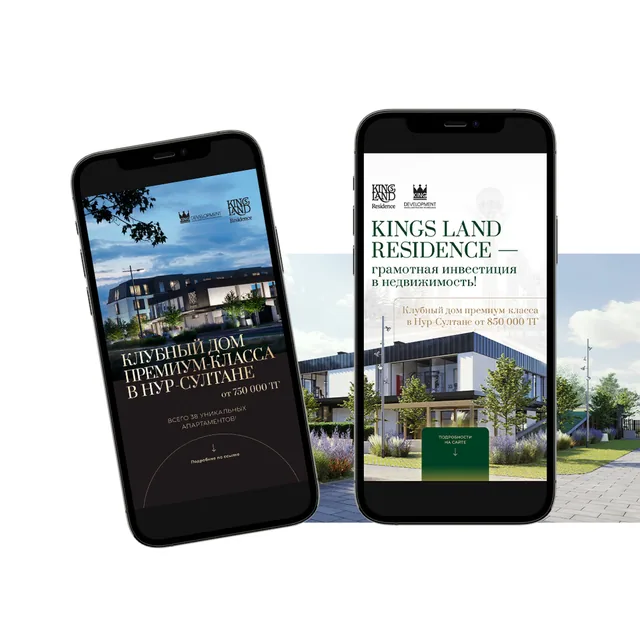 DEVELOPMENT
KINGS
LAND
Residence
КЛУБНЫЙ ДОМ
ПРЕМИУМ-КЛАССА
В НУР-СУЛТАНЕ
от 750 000 ТГ
ВСЕГО 38 УНИКАЛЬНЫХ
АПАРТАМЕНТОВ!
Подробнее по ссылке
KINGS
LAND
Residence
DEVELOPMENT
KINGS LAND
RESIDENCE —
грамотная инвестиция
в недвижимость!
Клубный дом премиум класса
в Нур-Султане от 850 000 ТГ
ПОДРОБНОСТИ
НА САЙТЕ